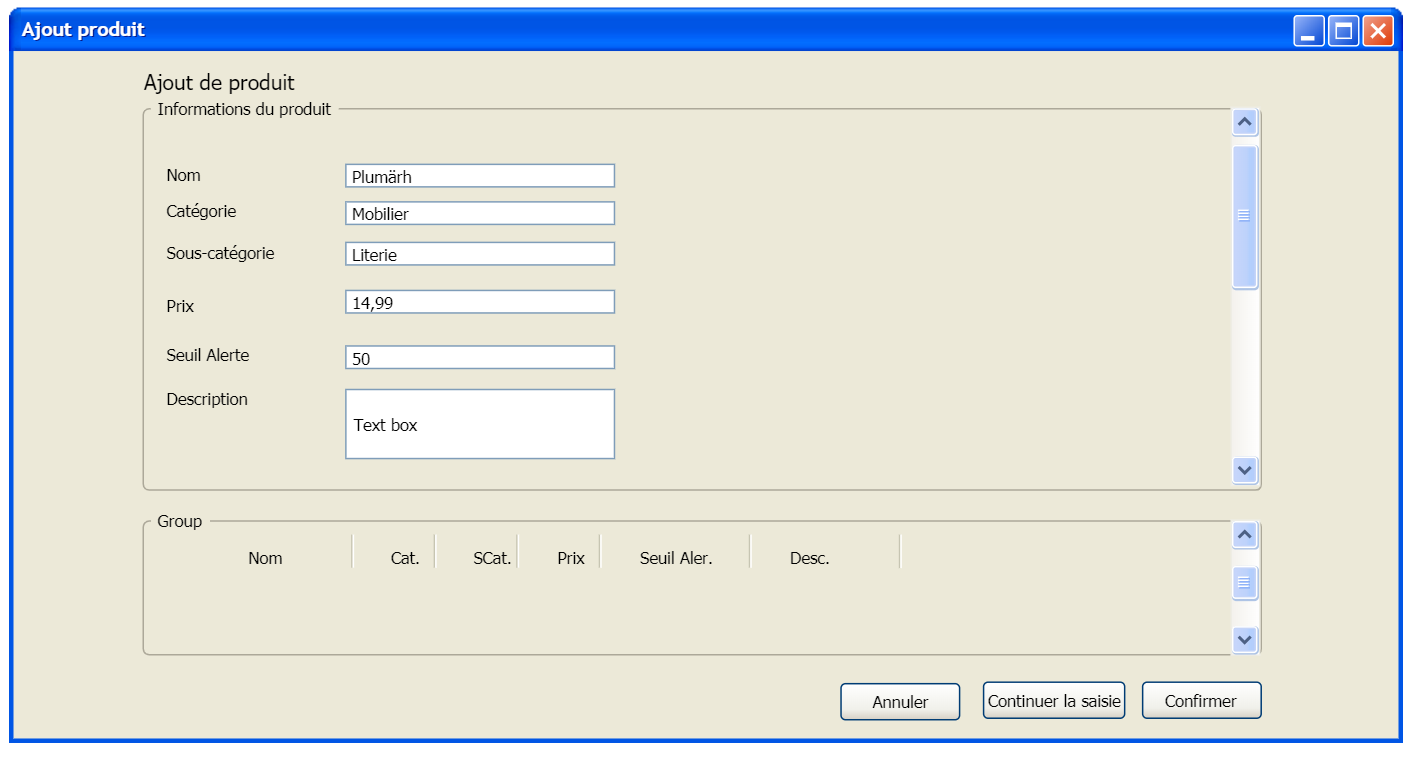 Ajout produit
Ajout de produit
Informations du produit
Nom Plumärh
Catégorie Mobilier
Sous-catégorie Literie
Prix 14,99
Seuil Alerte 50
Description Text box
Group
Nom Cat. SCat. Prix Seuil Aler. Desc.
Annuler Continuer la saisie Confirmer